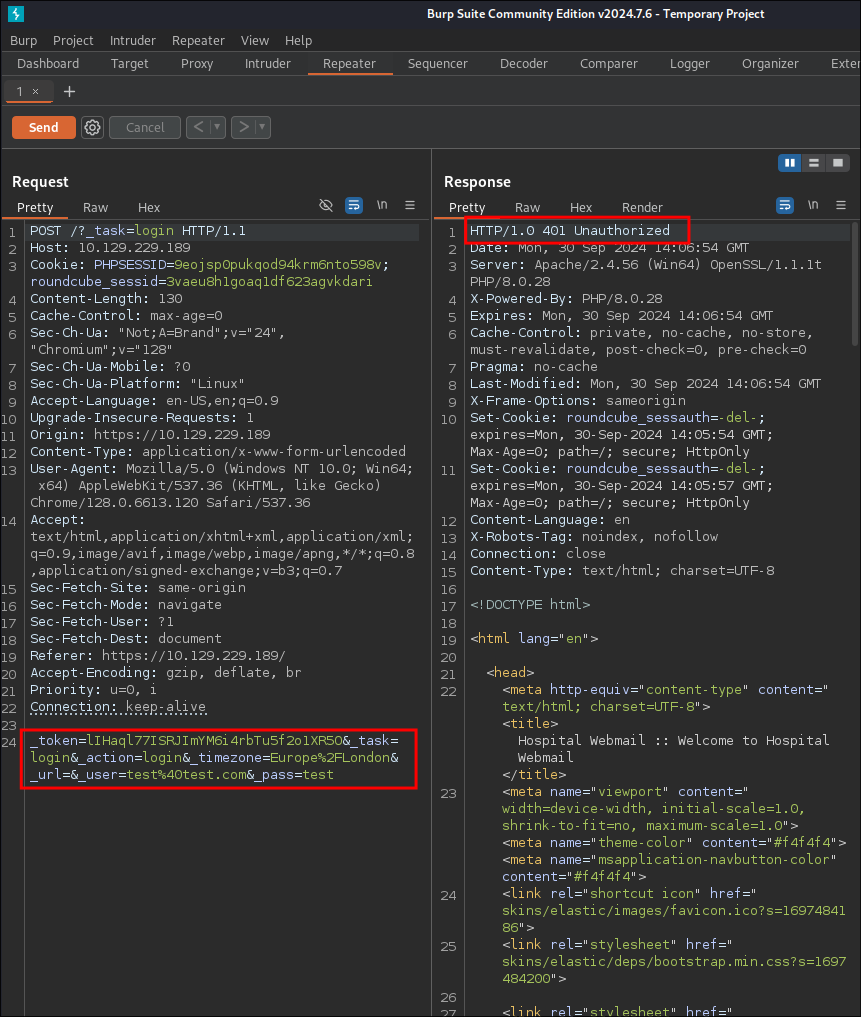 Burp Suite Community Edition v2024.7.6 - Temporary Project
Burp Project Intruder Repeater View Help
Dashboard Target Proxy Intruder Repeater Sequencer Decoder Comparer Logger Organizer Exter
1 × +
Send Cancel < >
Request
Pretty Raw Hex \n
1 POST /?_task=login HTTP/1.1
2 Host: 10.129.229.189
3 Cookie: PHPSESSID=9eojsp0pukqod94krm6nto598v;
roundcube_sessid=3vaeu8h1goaq1df623agvkdari
4 Content-Length: 130
5 Cache-Control: max-age=0
6 Sec-Ch-Ua: "Not;A=Brand";v="24",
"Chromium";v="128"
7 Sec-Ch-Ua-Mobile: ?0
8 Sec-Ch-Ua-Platform: "Linux"
9 Accept-Language: en-US,en;q=0.9
10 Upgrade-Insecure-Requests: 1
11 Origin: https://10.129.229.189
12 Content-Type: application/x-www-form-urlencoded
13 User-Agent: Mozilla/5.0 (Windows NT 10.0; Win64;
x64) AppleWebKit/537.36 (KHTML, like Gecko)
Chrome/128.0.6613.120 Safari/537.36
14 Accept:
text/html,application/xhtml+xml,application/xml;
q=0.9,image/avif,image/webp,image/apng,*/*;q=0.8
,application/signed-exchange;v=b3;q=0.7
15 Sec-Fetch-Site: same-origin
16 Sec-Fetch-Mode: navigate
17 Sec-Fetch-User: ?1
18 Sec-Fetch-Dest: document
19 Referer: https://10.129.229.189/
20 Accept-Encoding: gzip, deflate, br
21 Priority: u=0, i
22 Connection: keep-alive
23
24 _token=lIHaql77ISRJImYM6i4rbTu5f2o1XR5O&_task=
login&_action=login&_timezone=Europe%2FLondon&
_url=&_user=test%40test.com&_pass=test
Response
Pretty Raw Hex Render \n
1 HTTP/1.0 401 Unauthorized
2 Date: Mon, 30 Sep 2024 14:06:54 GMT
3 Server: Apache/2.4.56 (Win64) OpenSSL/1.1.1t
PHP/8.0.28
4 X-Powered-By: PHP/8.0.28
5 Expires: Mon, 30 Sep 2024 14:06:54 GMT
6 Cache-Control: private, no-cache, no-store,
must-revalidate, post-check=0, pre-check=0
7 Pragma: no-cache
8 Last-Modified: Mon, 30 Sep 2024 14:06:54 GMT
9 X-Frame-Options: sameorigin
10 Set-Cookie: roundcube_sessauth=-del-;
expires=Mon, 30-Sep-2024 14:05:54 GMT;
Max-Age=0; path=/; secure; HttpOnly
11 Set-Cookie: roundcube_sessauth=-del-;
expires=Mon, 30-Sep-2024 14:05:57 GMT;
Max-Age=0; path=/; secure; HttpOnly
12 Content-Language: en
13 X-Robots-Tag: noindex, nofollow
14 Connection: close
15 Content-Type: text/html; charset=UTF-8
16
17 <!DOCTYPE html>
18
19 <html lang="en">
20
21 <head>
22 <meta http-equiv="content-type" content="
text/html; charset=UTF-8">
<title>
Hospital Webmail :: Welcome to Hospital
Webmail
</title>
23 <meta name="viewport" content="
width=device-width, initial-scale=1.0,
shrink-to-fit=no, maximum-scale=1.0">
<meta name="theme-color" content="#f4f4f4">
<meta name="msapplication-navbutton-color"
content="#f4f4f4">
24 <link rel="shortcut icon" href="
skins/elastic/images/favicon.ico?s=16974841
86">
25 <link rel="stylesheet" href="
skins/elastic/deps/bootstrap.min.css?s=1697
484200">
26
27 <link rel="stylesheet" href="